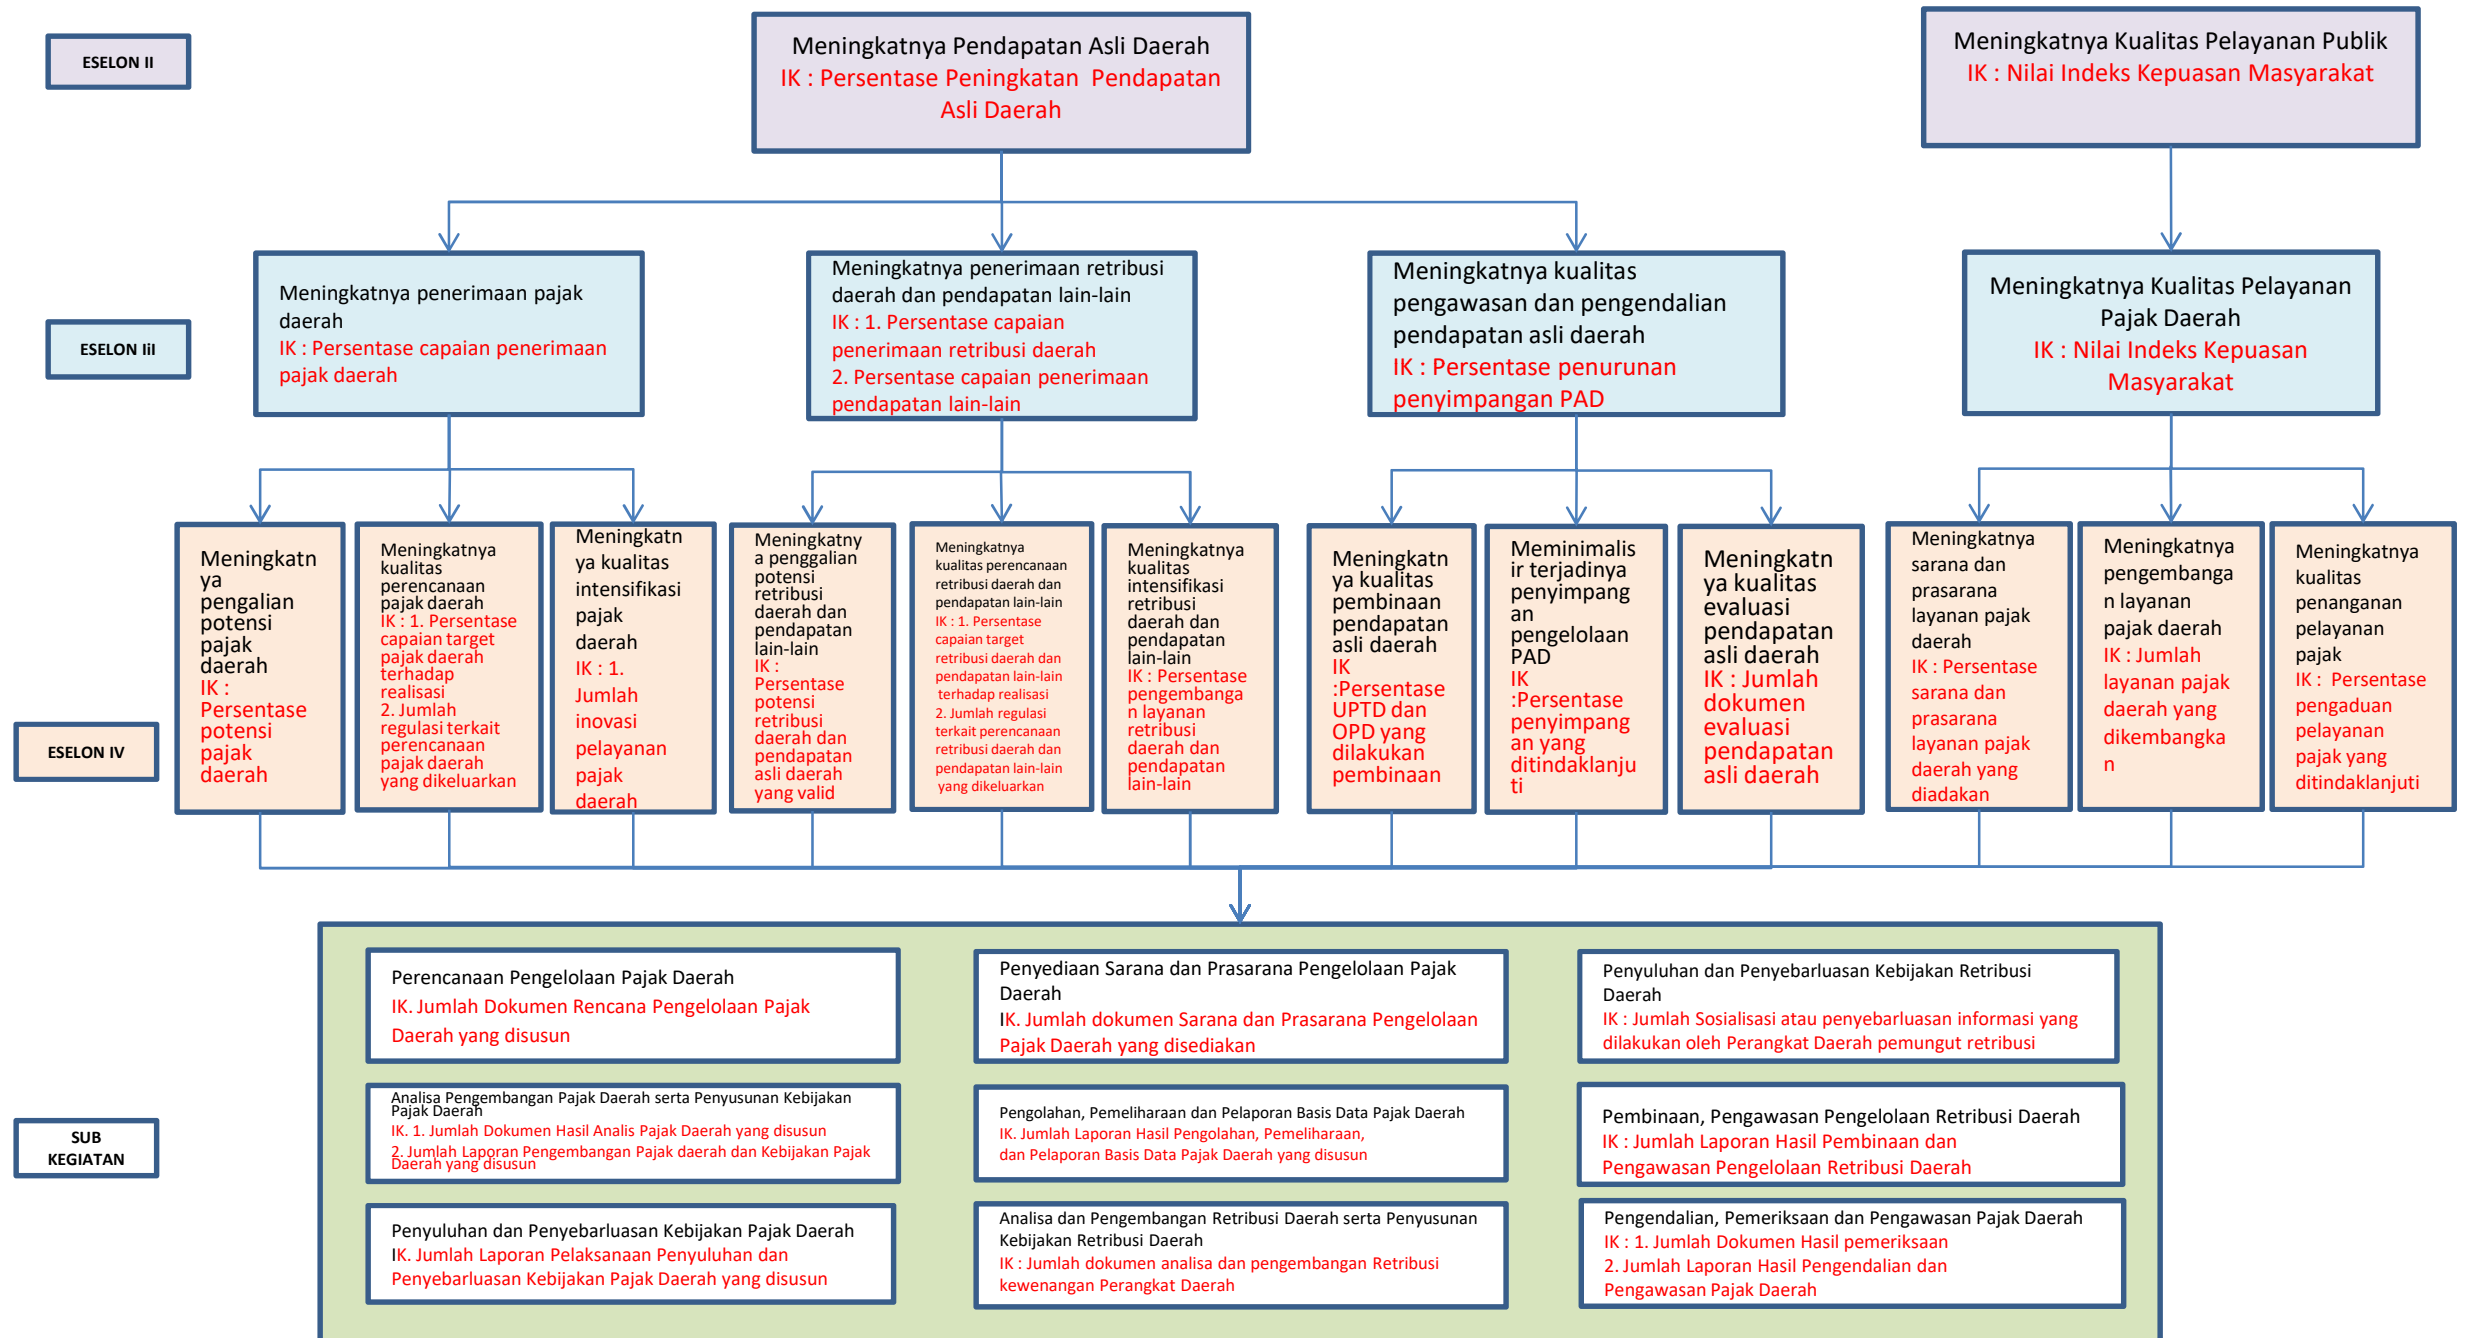 ESELON II
Meningkatnya Pendapatan Asli Daerah
IK : Persentase Peningkatan Pendapatan
Asli Daerah
Meningkatnya Kualitas Pelayanan Publik
IK : Nilai Indeks Kepuasan Masyarakat
ESELON IiI
Meningkatnya penerimaan pajak
daerah
IK : Persentase capaian penerimaan
pajak daerah
Meningkatnya penerimaan retribusi
daerah dan pendapatan lain-lain
IK : 1. Persentase capaian
penerimaan retribusi daerah
2. Persentase capaian penerimaan
pendapatan lain-lain
Meningkatnya kualitas
pengawasan dan pengendalian
pendapatan asli daerah
IK : Persentase penurunan
penyimpangan PAD
Meningkatnya Kualitas Pelayanan
Pajak Daerah
IK : Nilai Indeks Kepuasan
Masyarakat
ESELON IV
Meningkatn
ya
pengalian
potensi
pajak
daerah
IK :
Persentase
potensi
pajak
daerah
Meningkatnya
kualitas
perencanaan
pajak daerah
IK : 1. Persentase
capaian target
pajak daerah
terhadap
realisasi
2. Jumlah
regulasi terkait
perencanaan
pajak daerah
yang dikeluarkan
Meningkatn
ya kualitas
intensifikasi
pajak
daerah
IK : 1.
Jumlah
inovasi
pelayanan
pajak
daerah
Meningkatny
a penggalian
potensi
retribusi
daerah dan
pendapatan
lain-lain
IK :
Persentase
potensi
retribusi
daerah dan
pendapatan
asli daerah
yang valid
Meningkatnya
kualitas perencanaan
retribusi daerah dan
pendapatan lain-lain
IK : 1. Persentase
capaian target
retribusi daerah dan
pendapatan lain-lain
terhadap realisasi
2. Jumlah regulasi
terkait perencanaan
retribusi daerah dan
pendapatan lain-lain
yang dikeluarkan
Meningkatnya
kualitas
intensifikasi
retribusi
daerah dan
pendapatan
lain-lain
IK : Persentase
pengembanga
n layanan
retribusi
daerah dan
pendapatan
lain-lain
Meningkatn
ya kualitas
pembinaan
pendapatan
asli daerah
IK
:Persentase
UPTD dan
OPD yang
dilakukan
pembinaan
Meminimalis
ir terjadinya
penyimpang
an
pengelolaan
PAD
IK
:Persentase
penyimpang
an yang
ditindaklanju
ti
Meningkatn
ya kualitas
evaluasi
pendapatan
asli daerah
IK : Jumlah
dokumen
evaluasi
pendapatan
asli daerah
Meningkatnya
sarana dan
prasarana
layanan pajak
daerah
IK : Persentase
sarana dan
prasarana
layanan pajak
daerah yang
diadakan
Meningkatnya
pengembanga
n layanan
pajak daerah
IK : Jumlah
layanan pajak
daerah yang
dikembangka
n
Meningkatnya
kualitas
penanganan
pelayanan
pajak
IK : Persentase
pengaduan
pelayanan
pajak yang
ditindaklanjuti
SUB
KEGIATAN
Perencanaan Pengelolaan Pajak Daerah
IK. Jumlah Dokumen Rencana Pengelolaan Pajak
Daerah yang disusun
Penyediaan Sarana dan Prasarana Pengelolaan Pajak
Daerah
IK. Jumlah dokumen Sarana dan Prasarana Pengelolaan
Pajak Daerah yang disediakan
Penyuluhan dan Penyebarluasan Kebijakan Retribusi
Daerah
IK : Jumlah Sosialisasi atau penyebarluasan informasi yang
dilakukan oleh Perangkat Daerah pemungut retribusi
Analisa Pengembangan Pajak Daerah serta Penyusunan Kebijakan
Pajak Daerah
IK. 1. Jumlah Dokumen Hasil Analis Pajak Daerah yang disusun
2. Jumlah Laporan Pengembangan Pajak daerah dan Kebijakan Pajak
Daerah yang disusun
Pengolahan, Pemeliharaan dan Pelaporan Basis Data Pajak Daerah
IK. Jumlah Laporan Hasil Pengolahan, Pemeliharaan,
dan Pelaporan Basis Data Pajak Daerah yang disusun
Pembinaan, Pengawasan Pengelolaan Retribusi Daerah
IK : Jumlah Laporan Hasil Pembinaan dan
Pengawasan Pengelolaan Retribusi Daerah
Penyuluhan dan Penyebarluasan Kebijakan Pajak Daerah
IK. Jumlah Laporan Pelaksanaan Penyuluhan dan
Penyebarluasan Kebijakan Pajak Daerah yang disusun
Analisa dan Pengembangan Retribusi Daerah serta Penyusunan
Kebijakan Retribusi Daerah
IK : Jumlah dokumen analisa dan pengembangan Retribusi
kewenangan Perangkat Daerah
Pengendalian, Pemeriksaan dan Pengawasan Pajak Daerah
IK : 1. Jumlah Dokumen Hasil pemeriksaan
2. Jumlah Laporan Hasil Pengendalian dan
Pengawasan Pajak Daerah